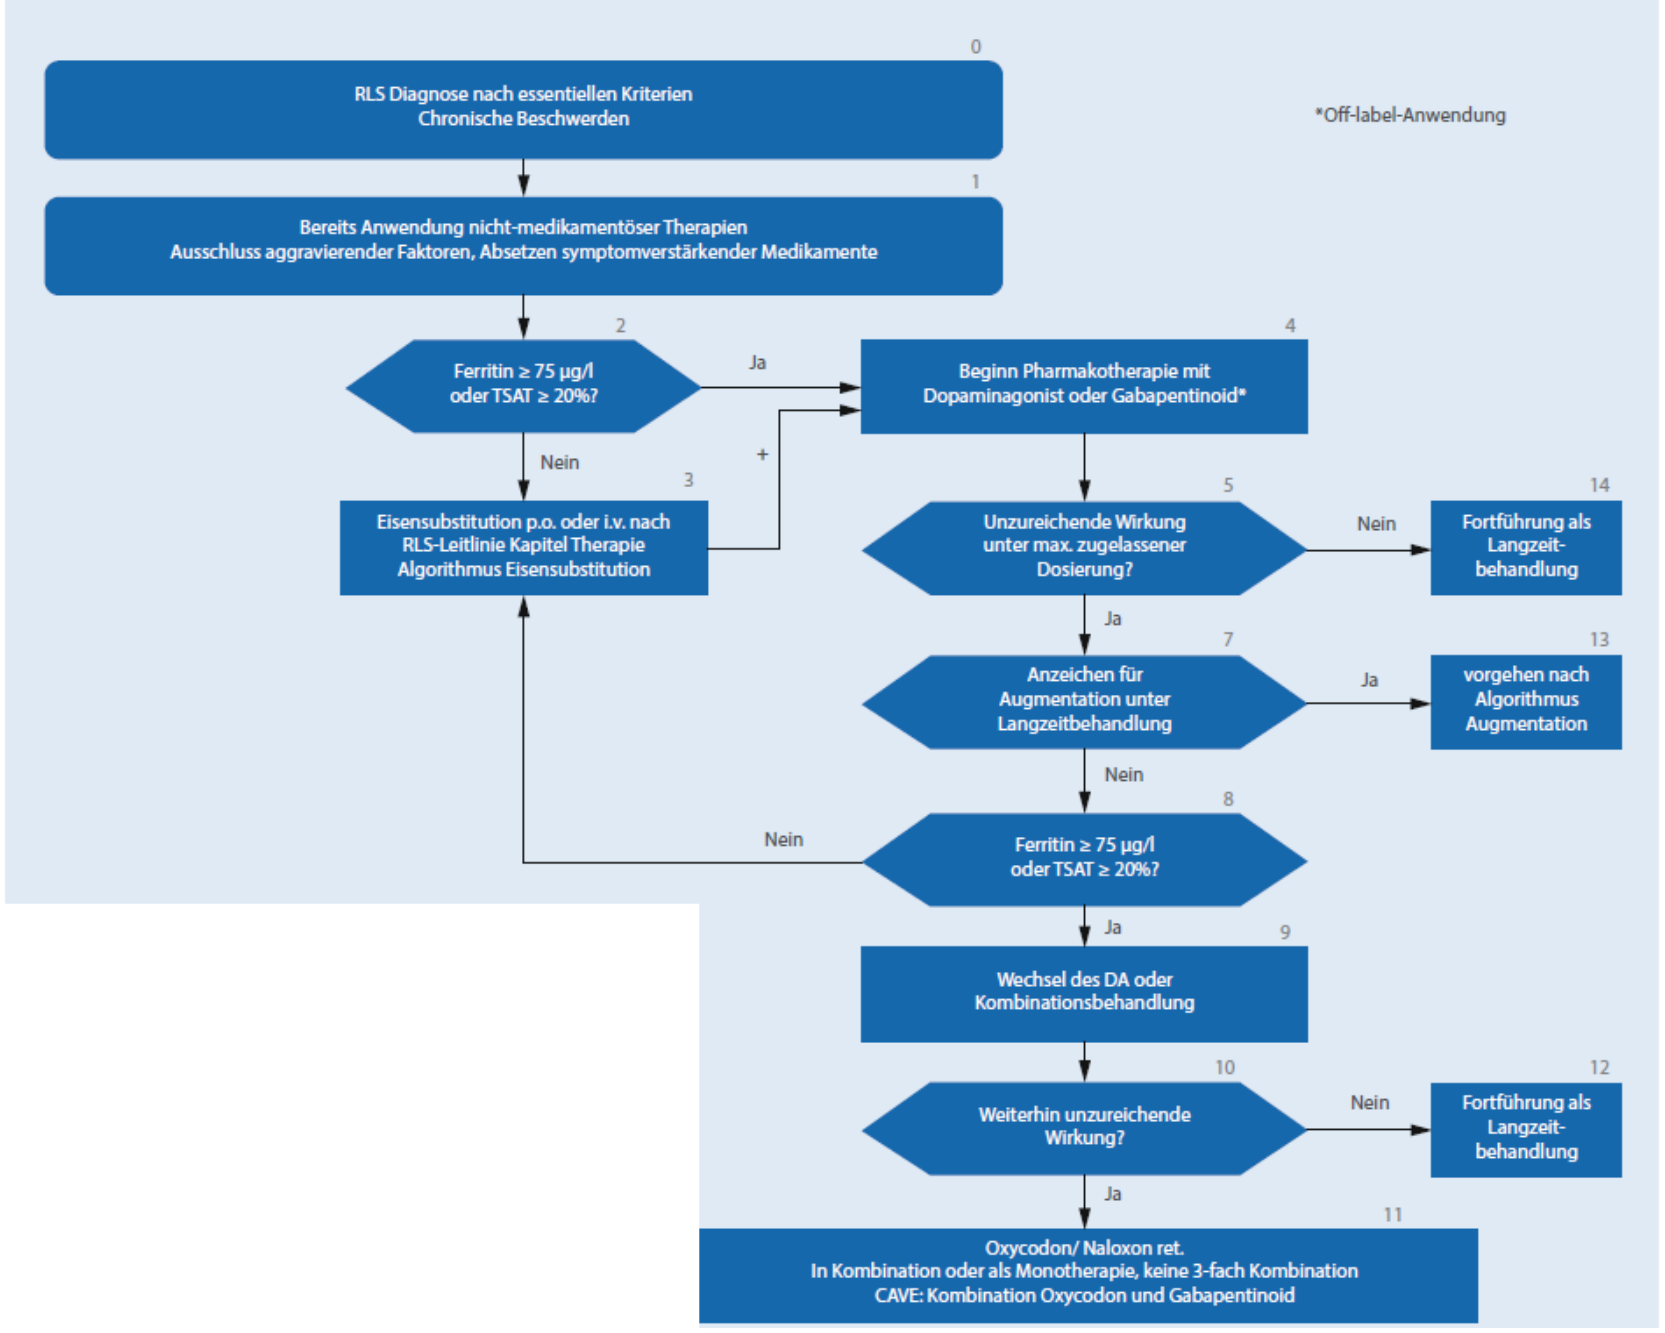 0
RLS Diagnose nach essentiellen Kriterien
Chronische Beschwerden
*Off-label-Anwendung
1
Bereits Anwendung nicht-medikamentöser Therapien
Ausschluss aggravierender Faktoren, Absetzen symptomverstärkender Medikamente
2
Ferritin ≥ 75 µg/l
oder TSAT ≥ 20%?
Ja
4
Beginn Pharmakotherapie mit
Dopaminagonist oder Gabapentinoid*
Nein
+
3
Eisensubstitution p.o. oder i.v. nach
RLS-Leitlinie Kapitel Therapie
Algorithmus Eisensubstitution
5
Unzureichende Wirkung
unter max. zugelassener
Dosierung?
Nein
14
Fortführung als
Langzeit-
behandlung
Ja
7
Anzeichen für
Augmentation unter
Langzeitbehandlung
Ja
13
vorgehen nach
Algorithmus
Augmentation
Nein
8
Ferritin ≥ 75 µg/l
oder TSAT ≥ 20%?
Nein
Ja
9
Wechsel des DA oder
Kombinationsbehandlung
10
Weiterhin unzureichende
Wirkung?
Nein
12
Fortführung als
Langzeit-
behandlung
Ja
11
Oxycodon/ Naloxon ret.
In Kombination oder als Monotherapie, keine 3-fach Kombination
CAVE: Kombination Oxycodon und Gabapentinoid